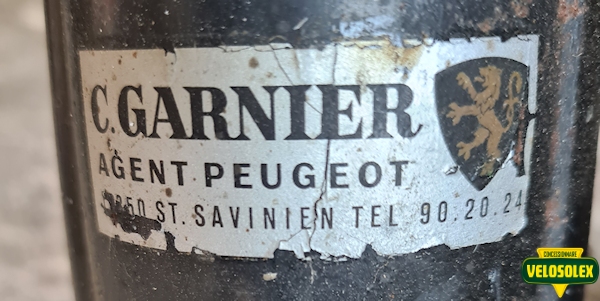 C. GARNIER
AGENT PEUGEOT
ST. SAVINIEN TEL 90.20.24
CONCESSIONNAIRE
VELOSOLEX